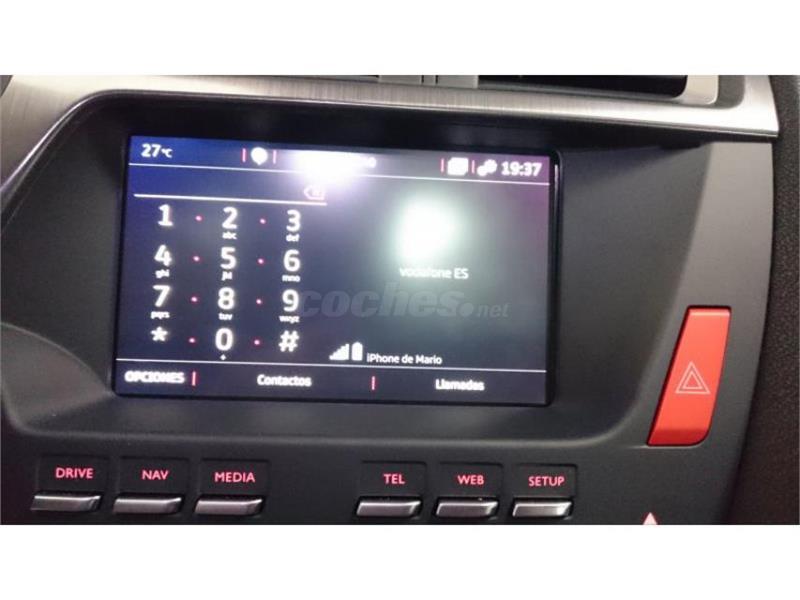 27°C 19:37
1 2 3
abc def
4 5 6
ghi jkl mno
7 8 9
pqrs tuv wxyz
* 0 #
+
vodafone ES
coches.net
iPhone de Mario
OPCIONES Contactos Llamadas
DRIVE NAV MEDIA TEL WEB SETUP